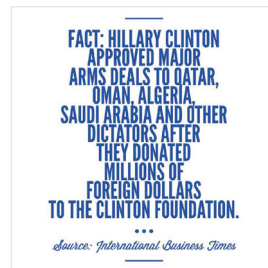 FACT: HILLARY CLINTON
APPROVED MAJOR
ARMS DEALS TO QATAR,
OMAN, ALGERIA,
SAUDI ARABIA AND OTHER
DICTATORS AFTER
THEY DONATED
MILLIONS OF
FOREIGN DOLLARS
TO THE CLINTON FOUNDATION.
Source: International Business Times